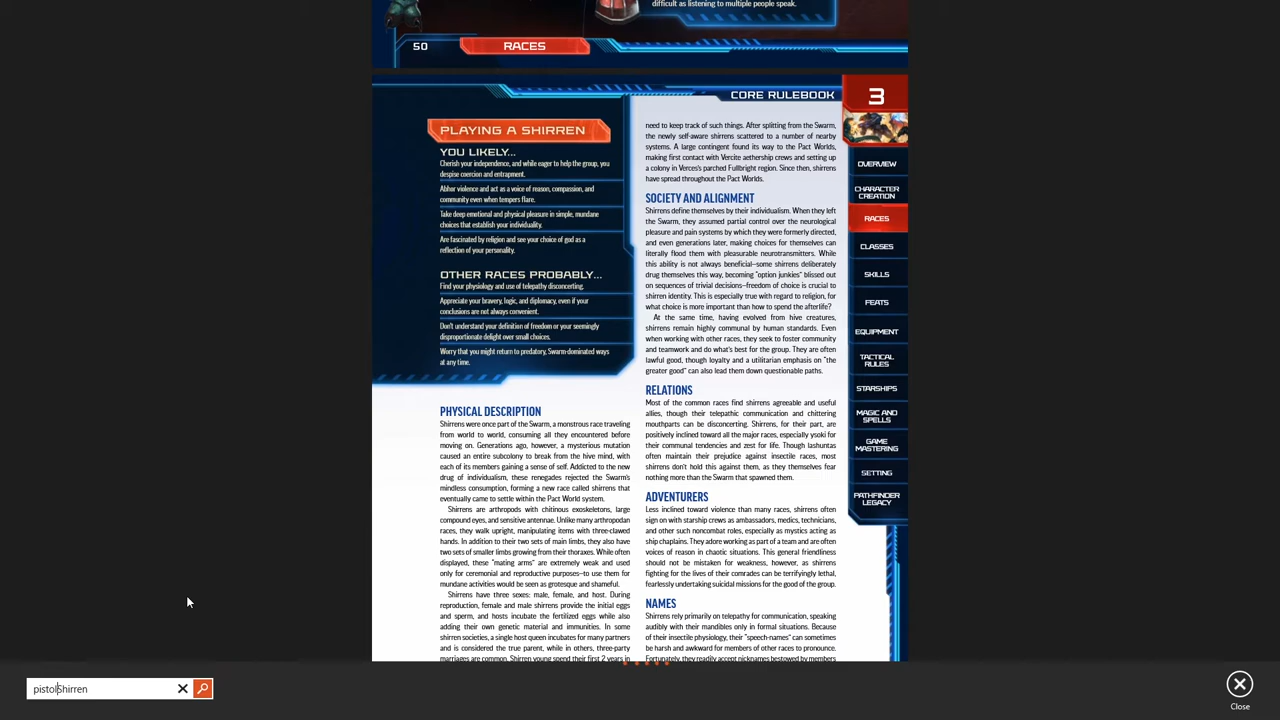 difficult as listening to multiple people speak.
50
RACES
CORE RULEBOOK
3
PLAYING A SHIRREN
YOU LIKELY...
Cherish your independence, and while eager to help the group, you
despise coercion and entrapment.
Abhor violence and act as a voice of reason, compassion, and
community even when tempers flare.
Take deep emotional and physical pleasure in simple, mundane
choices that establish your individuality.
Are fascinated by religion and see your choice of god as a
reflection of your personality.
OTHER RACES PROBABLY...
Find your physiology and use of telepathy disconcerting.
Appreciate your bravery, logic, and diplomacy, even if your
conclusions are not always convenient.
Don't understand your definition of freedom or your seemingly
disproportionate delight over small choices.
Worry that you might return to predatory, Swarm-dominated ways
at any time.
PHYSICAL DESCRIPTION
Shirrens were once part of the Swarm, a monstrous race traveling
from world to world, consuming all they encountered before
moving on. Generations ago, however, a mysterious mutation
caused an entire subcolony to break from the hive mind, with
each of its members gaining a sense of self. Addicted to the new
drug of individualism, these renegades rejected the Swarm's
mindless consumption, forming a new race called shirrens that
eventually came to settle within the Pact World system.
Shirrens are arthropods with chitinous exoskeletons, large
compound eyes, and sensitive antennae. Unlike many arthropodan
races, they walk upright, manipulating items with three-clawed
hands. In addition to their two sets of main limbs, they also have
two sets of smaller limbs growing from their thoraxes. While often
displayed, these "mating arms" are extremely weak and used
only for ceremonial and reproductive purposes—to use them for
mundane activities would be seen as grotesque and shameful.
Shirrens have three sexes: male, female, and host. During
reproduction, female and male shirrens provide the initial eggs
and sperm, and hosts incubate the fertilized eggs while also
adding their own genetic material and immunities. In some
shirren societies, a single host queen incubates for many partners
and is considered the true parent, while in others, three-party
marriages are common. Shirren young spend their first 2 years in
need to keep track of such things. After splitting from the Swarm,
the newly self-aware shirrens scattered to a number of nearby
systems. A large contingent found its way to the Pact Worlds,
making first contact with Vercite aethership crews and setting up
a colony in Verces's parched Fullbright region. Since then, shirrens
have spread throughout the Pact Worlds.
SOCIETY AND ALIGNMENT
Shirrens define themselves by their individualism. When they left
the Swarm, they assumed partial control over the neurological
pleasure and pain systems by which they were formerly directed,
and even generations later, making choices for themselves can
literally flood them with pleasurable neurotransmitters. While
this ability is not always beneficial—some shirrens deliberately
drug themselves this way, becoming "option junkies" blissed out
on sequences of trivial decisions—freedom of choice is crucial to
shirren identity. This is especially true with regard to religion, for
what choice is more important than how to spend the afterlife?
At the same time, having evolved from hive creatures,
shirrens remain highly communal by human standards. Even
when working with other races, they seek to foster community
and teamwork and do what's best for the group. They are often
lawful good, though loyalty and a utilitarian emphasis on "the
greater good" can also lead them down questionable paths.
RELATIONS
Most of the common races find shirrens agreeable and useful
allies, though their telepathic communication and chittering
mouthparts can be disconcerting. Shirrens, for their part, are
positively inclined toward all the major races, especially ysoki for
their communal tendencies and zest for life. Though lashuntas
often maintain their prejudice against insectile races, most
shirrens don't hold this against them, as they themselves fear
nothing more than the Swarm that spawned them.
ADVENTURERS
Less inclined toward violence than many races, shirrens often
sign on with starship crews as ambassadors, medics, technicians,
and other such noncombat roles, especially as mystics acting as
ship chaplains. They adore working as part of a team and are often
voices of reason in chaotic situations. This general friendliness
should not be mistaken for weakness, however, as shirrens
fighting for the lives of their comrades can be terrifyingly lethal,
fearlessly undertaking suicidal missions for the good of the group.
NAMES
Shirrens rely primarily on telepathy for communication, speaking
audibly with their mandibles only in formal situations. Because
of their insectile physiology, their "speech-names" can sometimes
be harsh and awkward for members of other races to pronounce.
Fortunately, they readily accept nicknames bestowed by members
OVERVIEW
CHARACTER
CREATION
RACES
CLASSES
SKILLS
FEATS
EQUIPMENT
TACTICAL
RULES
STARSHIPS
MAGIC AND
SPELLS
GAME
MASTERING
SETTING
PATHFINDER
LEGACY
pistolShirren
Close